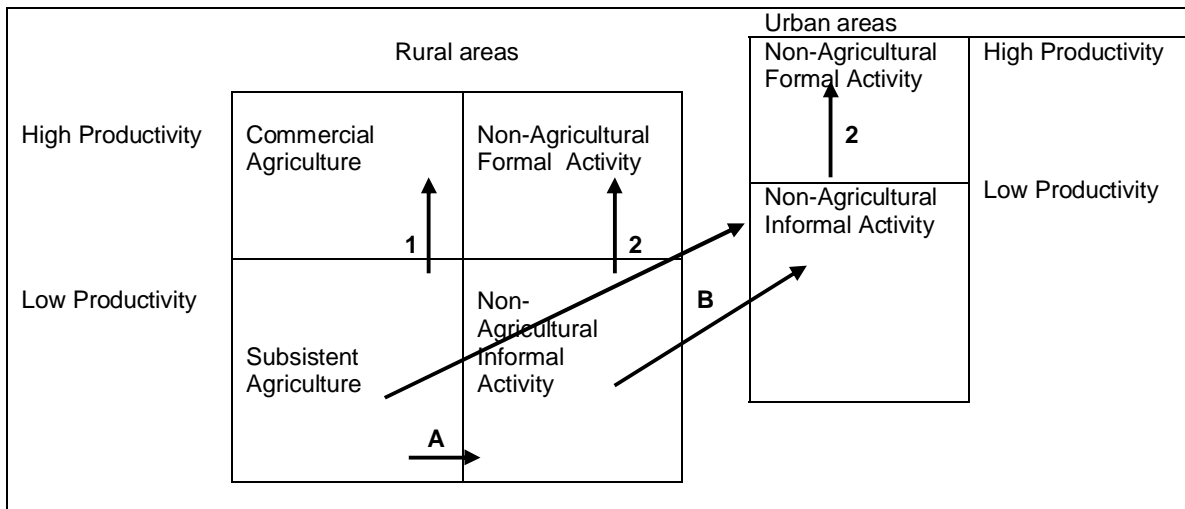 Urban areas
Rural areas
Non-Agricultural
Formal Activity
High Productivity
High Productivity
Commercial
Agriculture
Non-Agricultural
Formal Activity
2
Low Productivity
Non-Agricultural
Informal Activity
1
2
Low Productivity
Non-
Agricultural
Informal
Activity
B
Subsistent
Agriculture
A